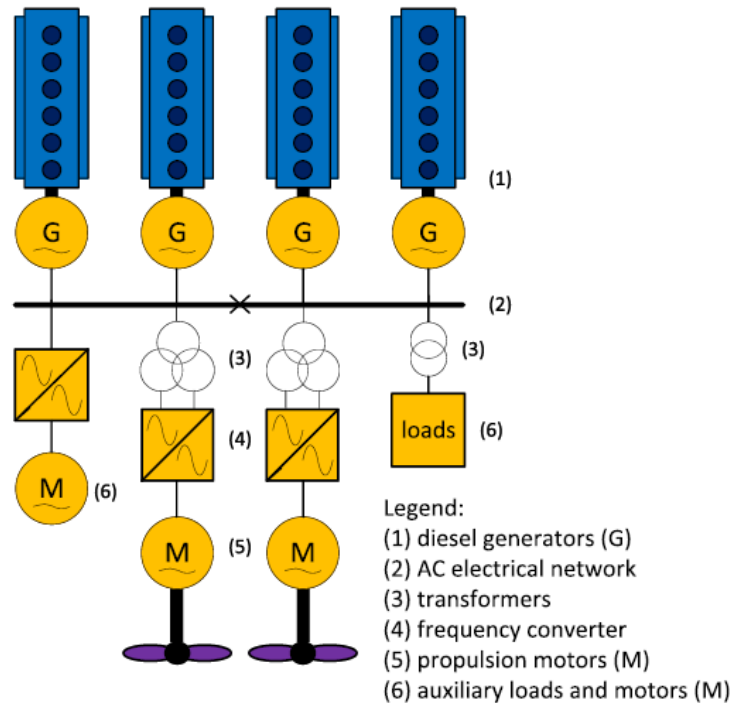 G G G G
(1)
(2)
(3) (3)
(4)
loads (6)
M (6)
M (5) M
Legend:
(1) diesel generators (G)
(2) AC electrical network
(3) transformers
(4) frequency converter
(5) propulsion motors (M)
(6) auxiliary loads and motors (M)